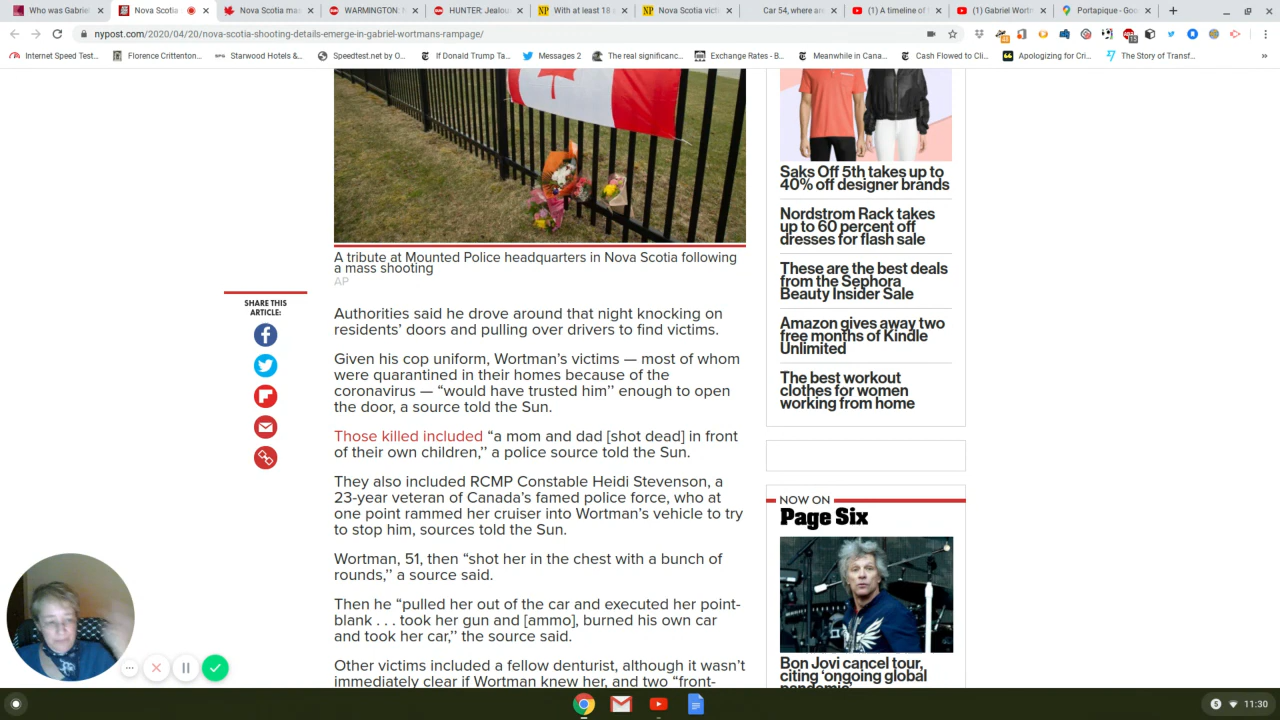 Who was Gabriel
Nova Scotia
Nova Scotia mas
WARMINGTON: M
HUNTER: Jealou
With at least 18
Nova Scotia victi
Car 54, where are
(1) A timeline of
(1) Gabriel Wortm
Portapique - Goo
nypost.com/2020/04/20/nova-scotia-shooting-details-emerge-in-gabriel-wortmans-rampage/
Internet Speed Test...
Florence Crittenton...
Starwood Hotels &...
Speedtest.net by O...
If Donald Trump Ta...
Messages 2
The real significanc...
Exchange Rates - B...
Meanwhile in Cana...
Cash Flowed to Cli...
Apologizing for Cri...
The Story of Transf...
»
A tribute at Mounted Police headquarters in Nova Scotia following
a mass shooting
AP
SHARE THIS
ARTICLE:
Authorities said he drove around that night knocking on
residents’ doors and pulling over drivers to find victims.
Given his cop uniform, Wortman’s victims — most of whom
were quarantined in their homes because of the
coronavirus — “would have trusted him’’ enough to open
the door, a source told the Sun.
Those killed included “a mom and dad [shot dead] in front
of their own children,’’ a police source told the Sun.
They also included RCMP Constable Heidi Stevenson, a
23-year veteran of Canada’s famed police force, who at
one point rammed her cruiser into Wortman’s vehicle to try
to stop him, sources told the Sun.
Wortman, 51, then “shot her in the chest with a bunch of
rounds,’’ a source said.
Then he “pulled her out of the car and executed her point-
blank . . . took her gun and [ammo], burned his own car
and took her car,’’ the source said.
Other victims included a fellow denturist, although it wasn’t
immediately clear if Wortman knew her, and two “front-
Saks Off 5th takes up to
40% off designer brands
Nordstrom Rack takes
up to 60 percent off
dresses for flash sale
These are the best deals
from the Sephora
Beauty Insider Sale
Amazon gives away two
free months of Kindle
Unlimited
The best workout
clothes for women
working from home
NOW ON
Page Six
Bon Jovi cancel tour,
citing ‘ongoing global
pandemic’
5
11:30